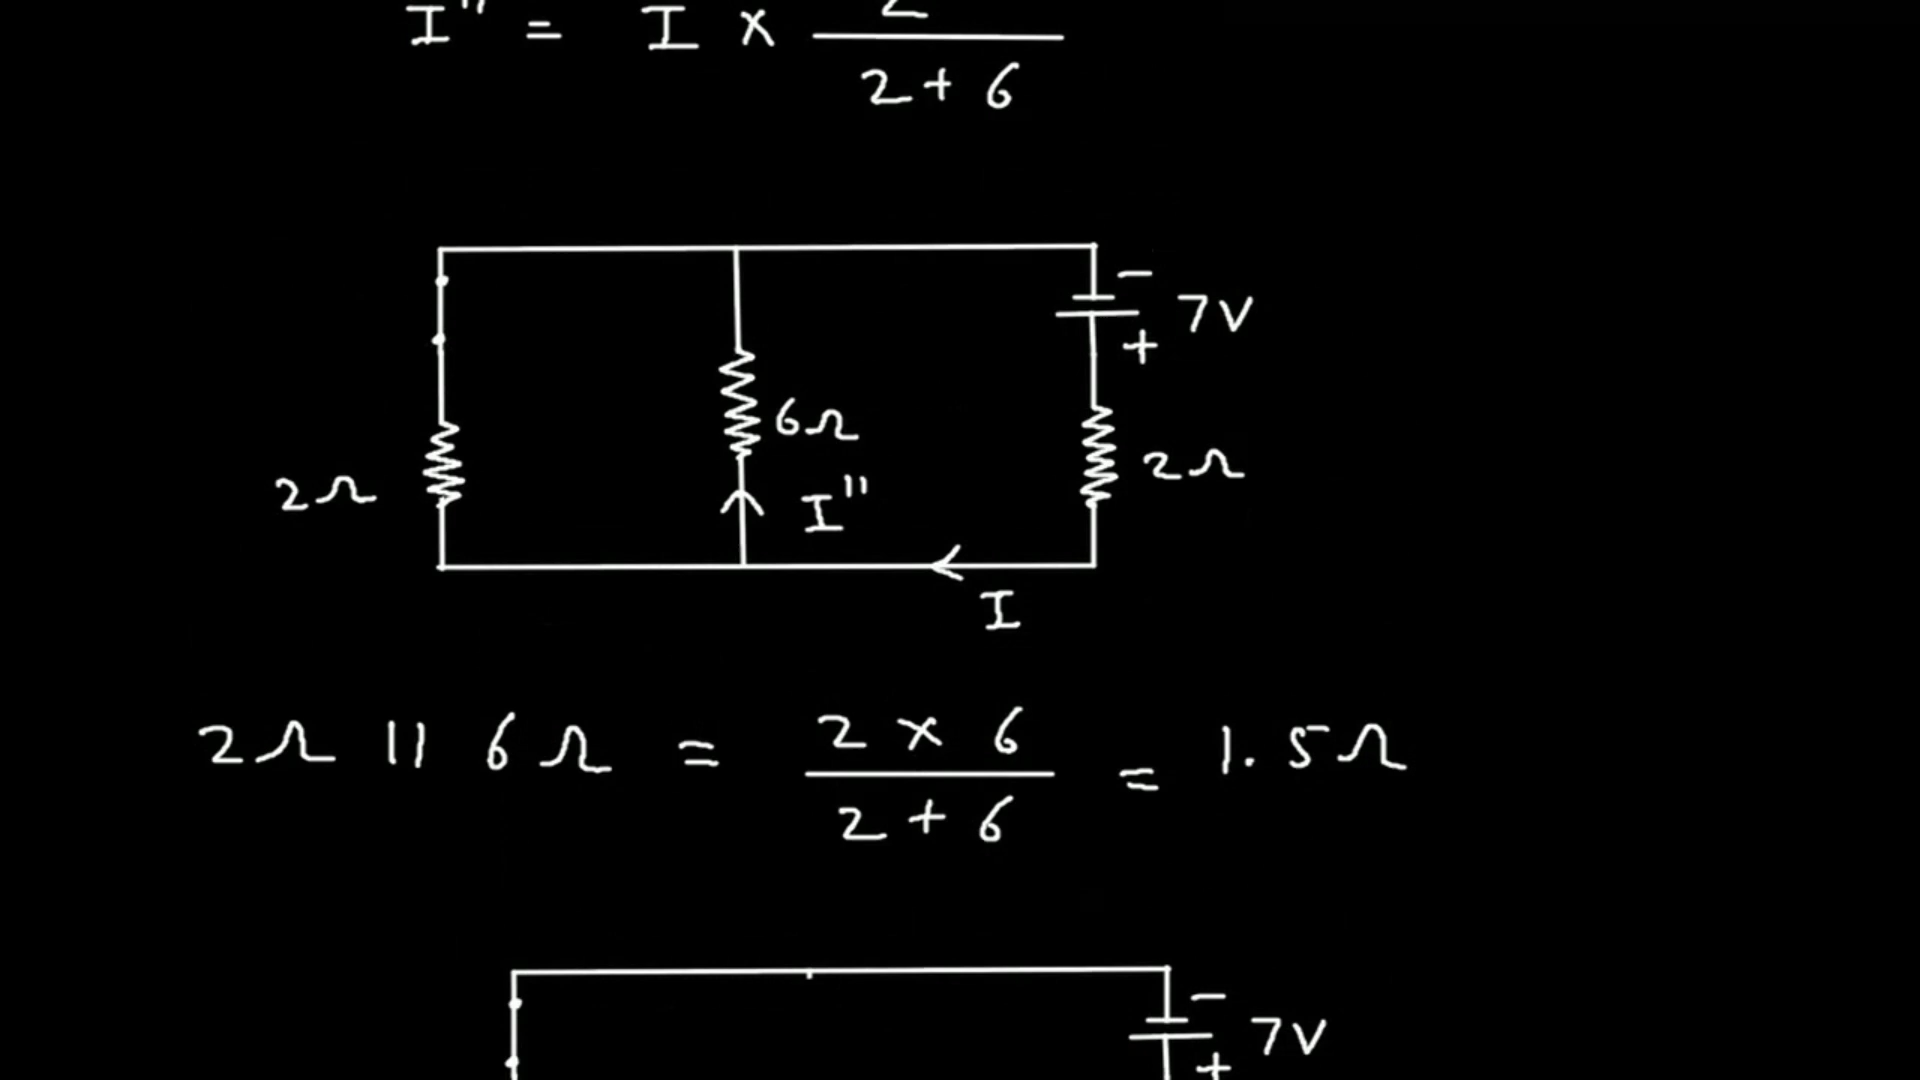 I" = I × 2
2 + 6
−
7V
+
6Ω
2Ω
2Ω
I"
I
2Ω || 6Ω = 2 × 6 / 2 + 6 = 1.5Ω
−
7V
+